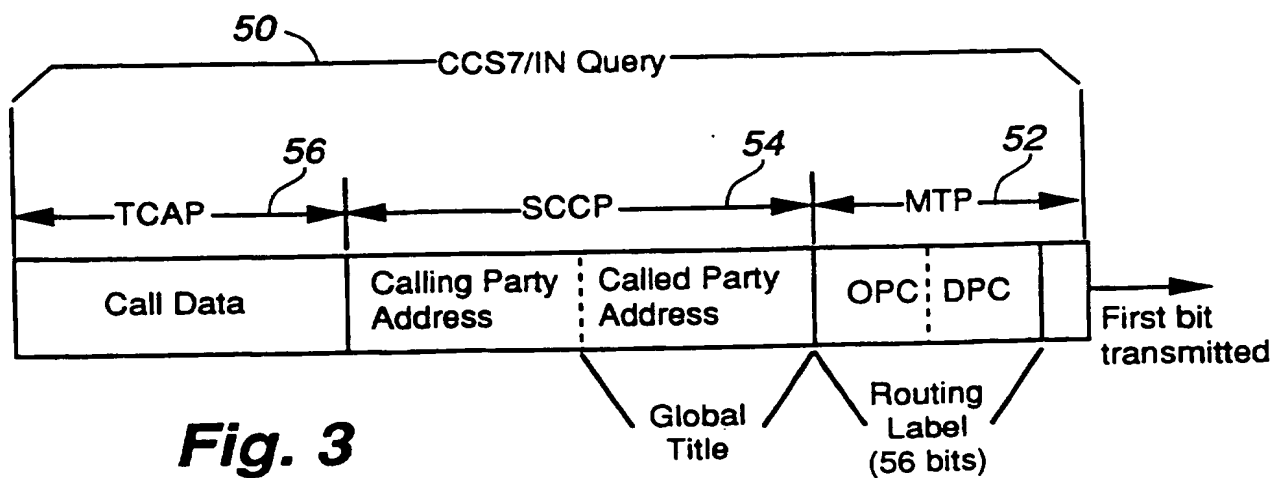 50
CCS7/IN Query
56
54
52
TCAP
SCCP
MTP
Call Data
Calling Party
Address
Called Party
Address
OPC
DPC
First bit
transmitted
Global
Title
Routing
Label
(56 bits)
Fig. 3